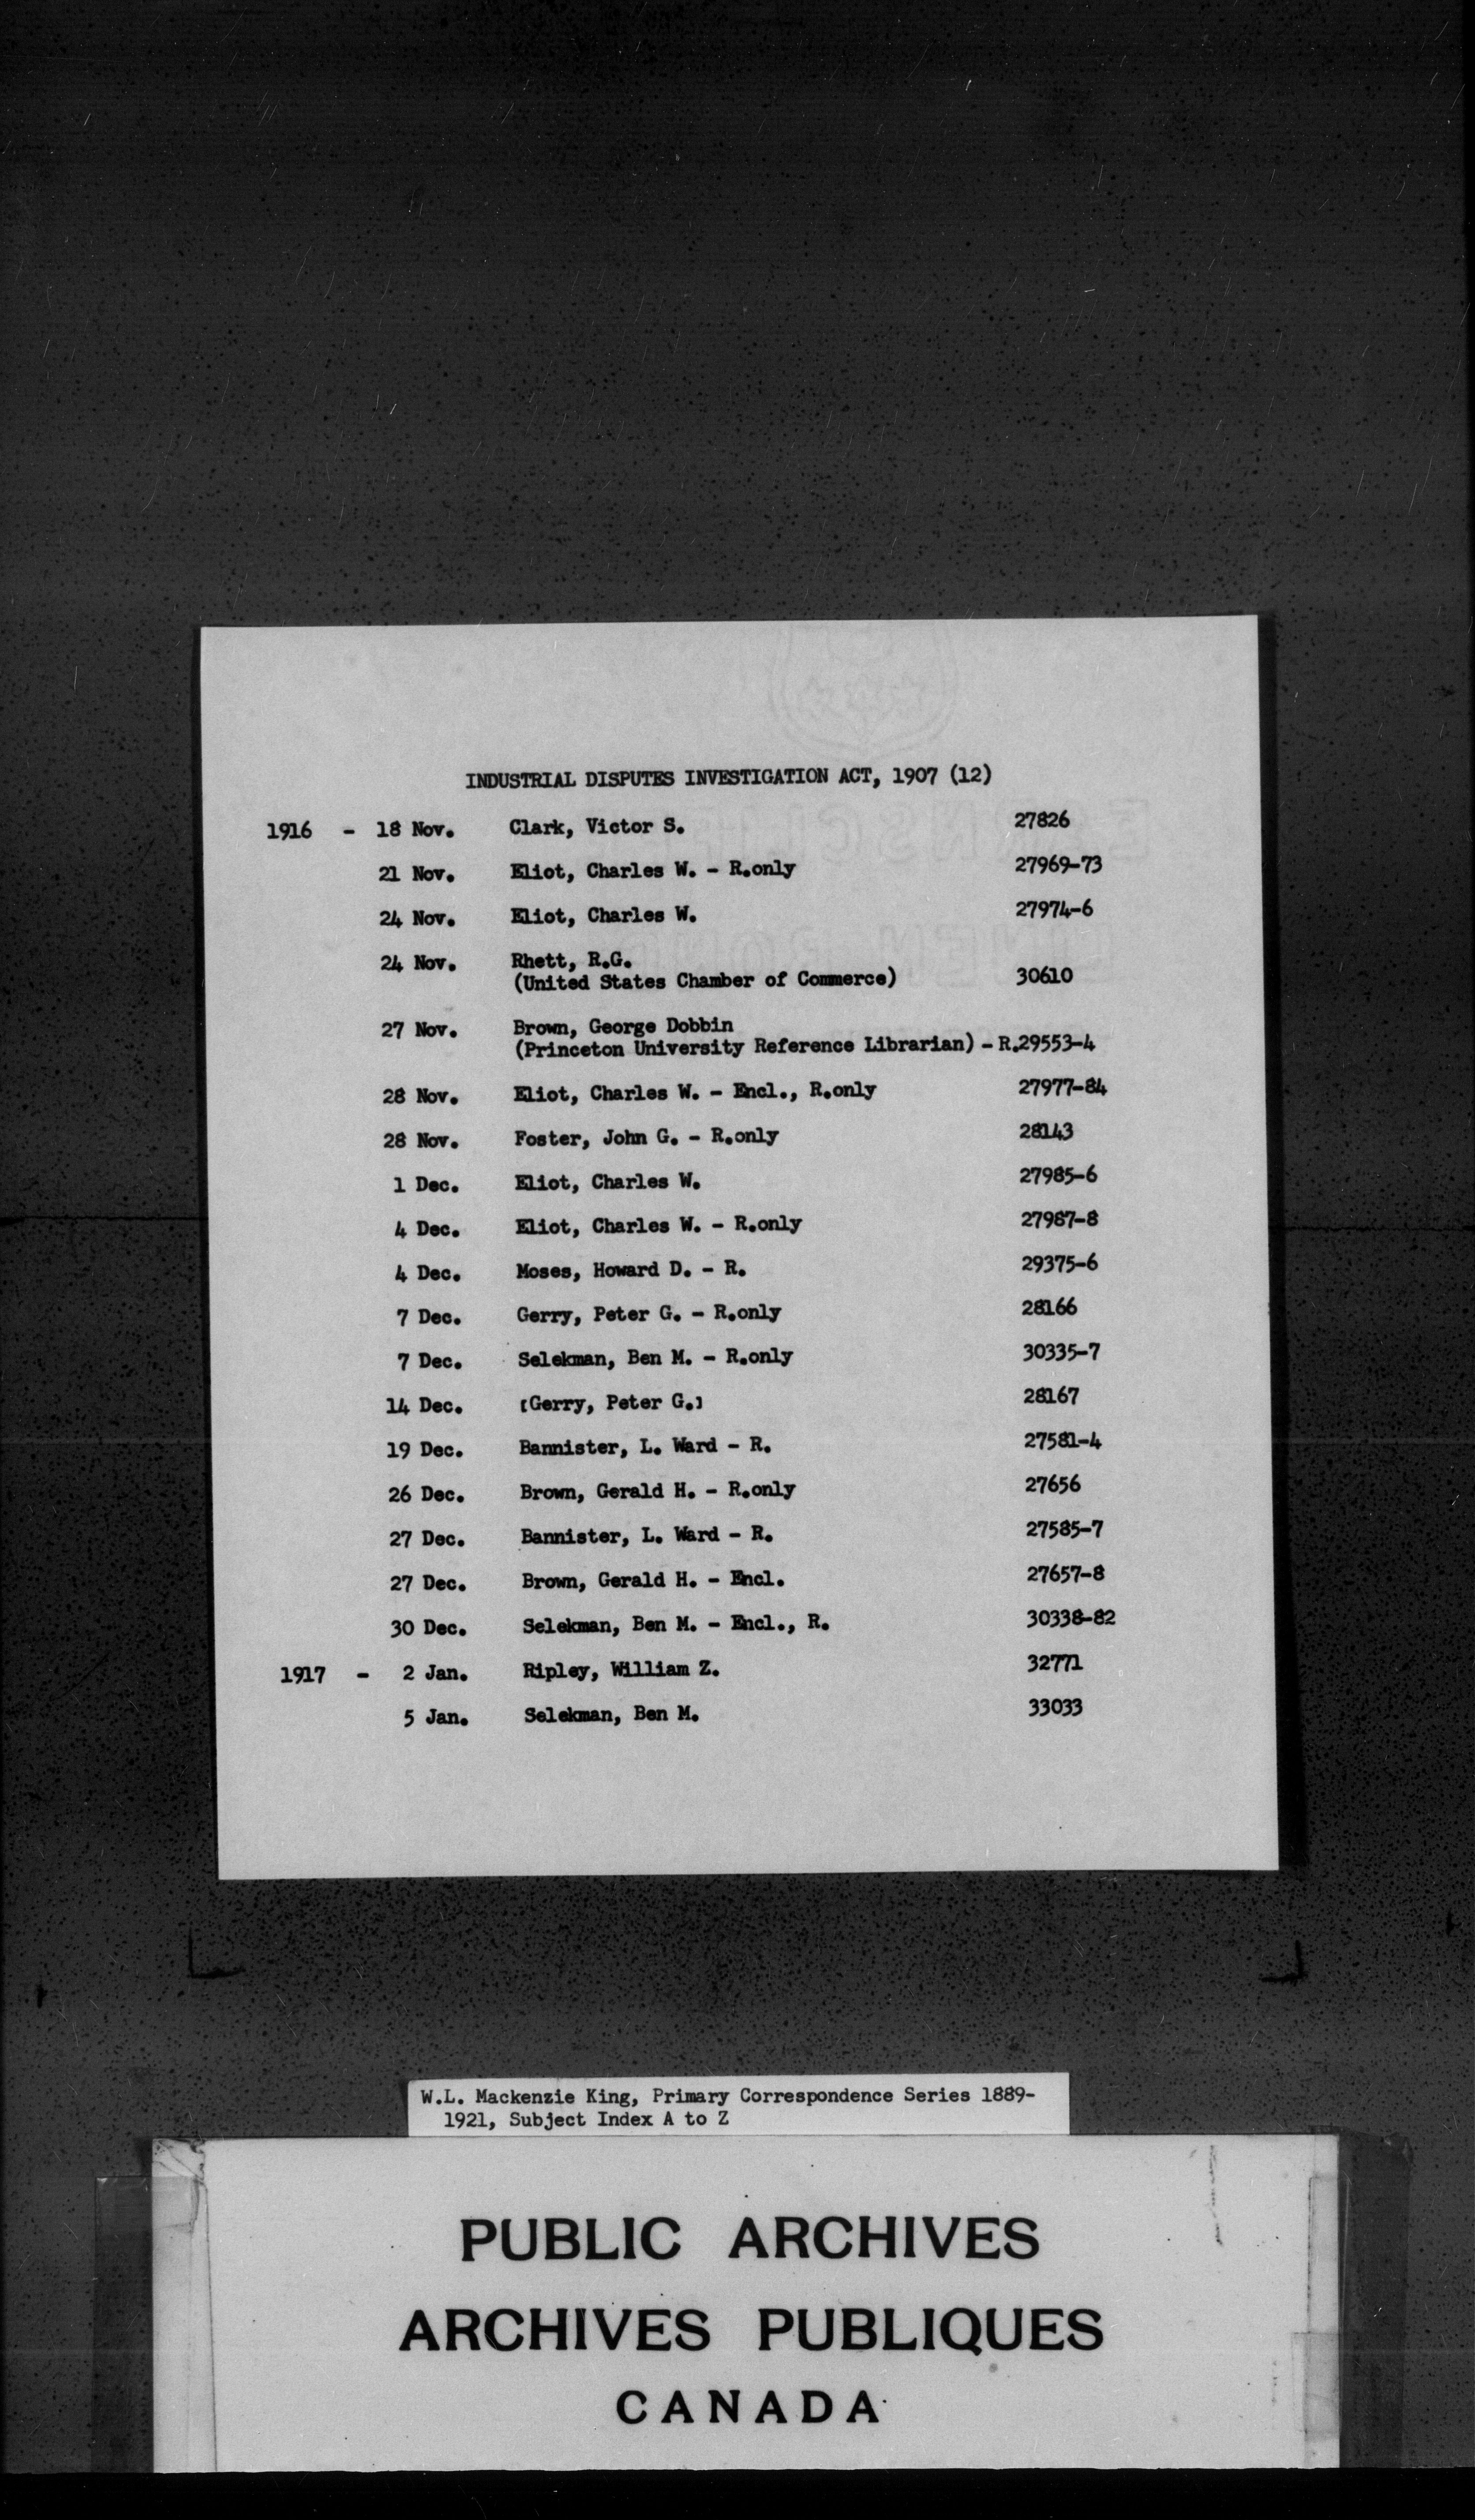 INDUSTRIAL DISPUTES INVESTIGATION ACT, 1907 (12)
1916 - 18 Nov. Clark, Victor S. 27826
21 Nov. Eliot, Charles W. - R.only 27969-73
24 Nov. Eliot, Charles W. 27974-6
24 Nov. Rhett, R.G.
(United States Chamber of Commerce) 30610
27 Nov. Brown, George Dobbin
(Princeton University Reference Librarian) - R.29553-4
28 Nov. Eliot, Charles W. - Encl., R.only 27977-84
28 Nov. Foster, John G. - R.only 28143
1 Dec. Eliot, Charles W. 27985-6
4 Dec. Eliot, Charles W. - R.only 27987-8
4 Dec. Moses, Howard D. - R. 29375-6
7 Dec. Gerry, Peter G. - R.only 28166
7 Dec. Selekman, Ben M. - R.only 30335-7
14 Dec. [Gerry, Peter G.] 28167
19 Dec. Bannister, L. Ward - R. 27581-4
26 Dec. Brown, Gerald H. - R.only 27656
27 Dec. Bannister, L. Ward - R. 27585-7
27 Dec. Brown, Gerald H. - Encl. 27657-8
30 Dec. Selekman, Ben M. - Encl., R. 30338-82
1917 - 2 Jan. Ripley, William Z. 32771
5 Jan. Selekman, Ben M. 33033
W.L. Mackenzie King, Primary Correspondence Series 1889-
1921, Subject Index A to Z
PUBLIC ARCHIVES
ARCHIVES PUBLIQUES
CANADA